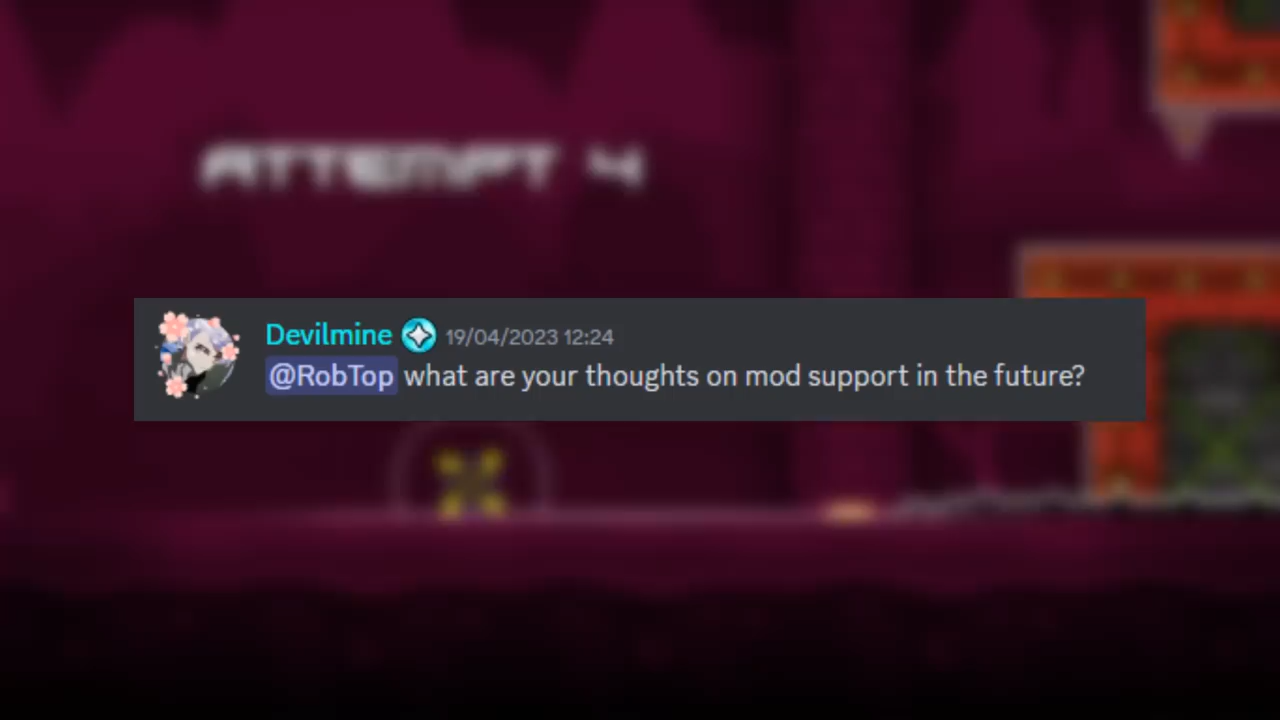 ATTEMPT 4
Devilmine 19/04/2023 12:24
@RobTop what are your thoughts on mod support in the future?